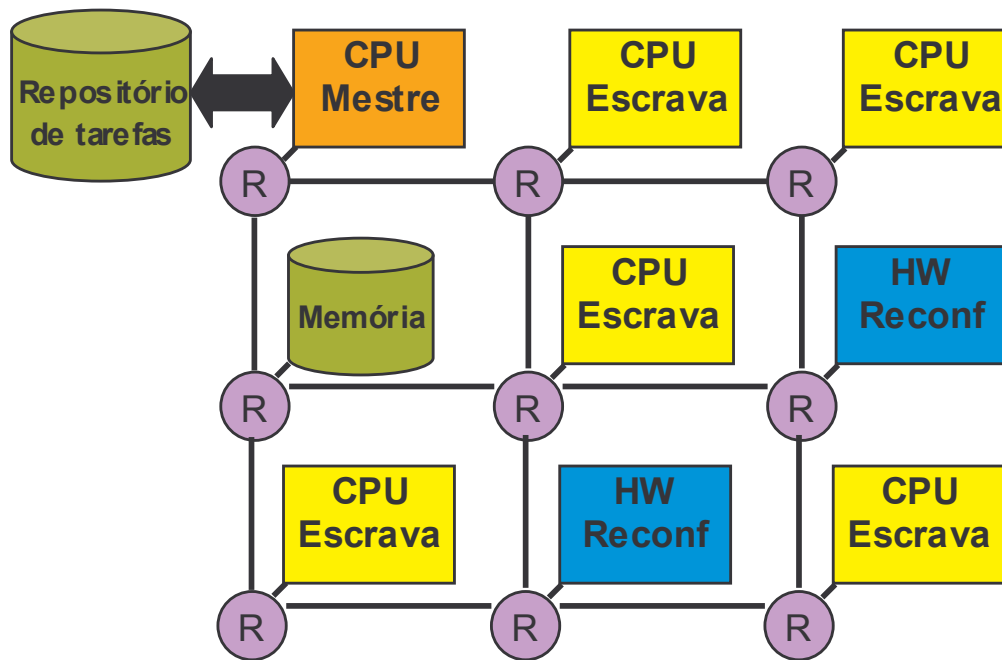 Repositório
de tarefas
CPU
Mestre
CPU
Escrava
CPU
Escrava
R
R
R
Memória
CPU
Escrava
HW
Reconf
R
R
R
CPU
Escrava
HW
Reconf
CPU
Escrava
R
R
R